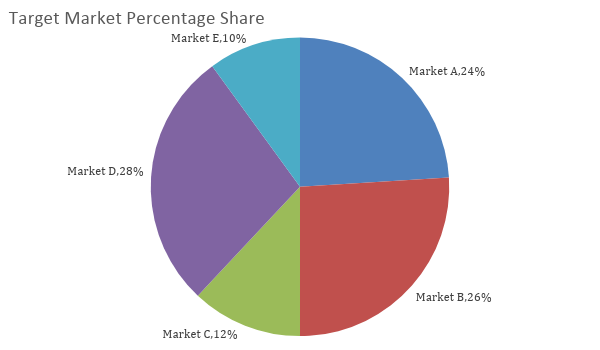 Target Market Percentage Share
Market E,10%
Market A,24%
Market D,28%
Market B,26%
Market C,12%